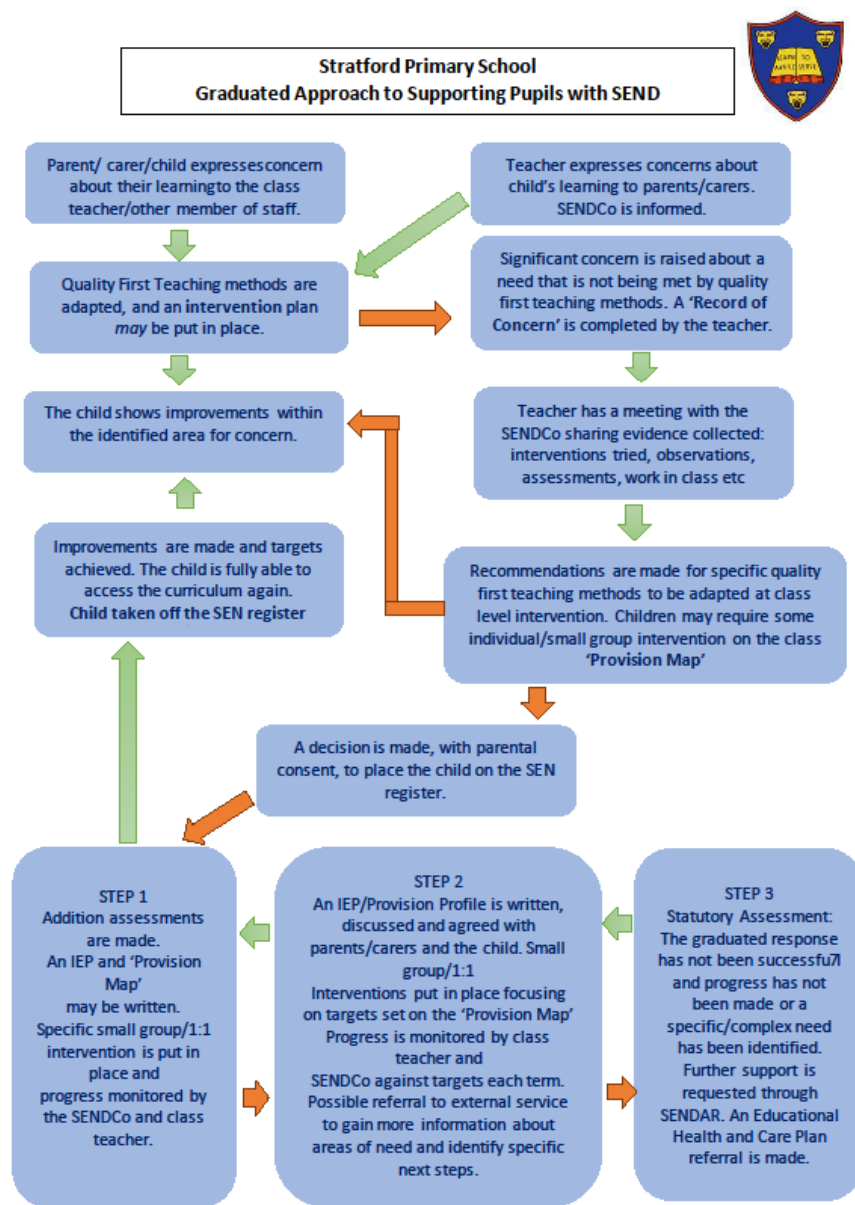 Stratford Primary School
Graduated Approach to Supporting Pupils with SEND
LEARN TO
SERVE
Parent/ carer/child expressesconcern
about their learningto the class
teacher/other member of staff.
Teacher expresses concerns about
child's learning to parents/carers.
SENDCo is informed.
Quality First Teaching methods are
adapted, and an intervention plan
may be put in place.
Significant concern is raised about a
need that is not being met by quality
first teaching methods. A 'Record of
Concern' is completed by the teacher.
The child shows improvements within
the identified area for concern.
Teacher has a meeting with the
SENDCo sharing evidence collected:
interventions tried, observations,
assessments, work in class etc
Improvements are made and targets
achieved. The child is fully able to
access the curriculum again.
Child taken off the SEN register
Recommendations are made for specific quality
first teaching methods to be adapted at class
level intervention. Children may require some
individual/small group intervention on the class
'Provision Map'
A decision is made, with parental
consent, to place the child on the SEN
register.
STEP 1
Addition assessments
are made.
An IEP and 'Provision
Map'
may be written.
Specific small group/1:1
intervention is put in
place and
progress monitored by
the SENDCo and class
teacher.
STEP 2
An IEP/Provision Profile is written,
discussed and agreed with
parents/carers and the child. Small
group/1:1
Interventions put in place focusing
on targets set on the 'Provision Map'
Progress is monitored by class
teacher and
SENDCo against targets each term.
Possible referral to external service
to gain more information about
areas of need and identify specific
next steps.
STEP 3
Statutory Assessment:
The graduated response
has not been successfu7l
and progress has not
been made or a
specific/complex need
has been identified.
Further support is
requested through
SENDAR. An Educational
Health and Care Plan
referral is made.